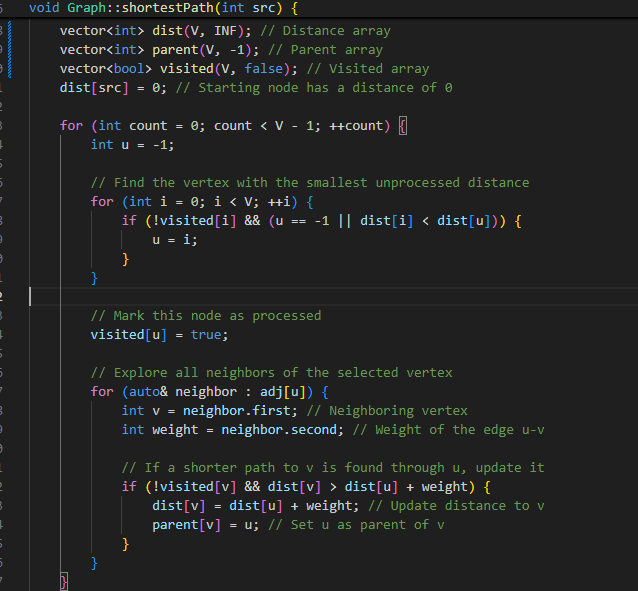 void Graph::shortestPath(int src) {
vector<int> dist(V, INF); // Distance array
vector<int> parent(V, -1); // Parent array
vector<bool> visited(V, false); // Visited array
dist[src] = 0; // Starting node has a distance of 0
for (int count = 0; count < V - 1; ++count) {
int u = -1;
// Find the vertex with the smallest unprocessed distance
for (int i = 0; i < V; ++i) {
if (!visited[i] && (u == -1 || dist[i] < dist[u])) {
u = i;
}
}
// Mark this node as processed
visited[u] = true;
// Explore all neighbors of the selected vertex
for (auto& neighbor : adj[u]) {
int v = neighbor.first; // Neighboring vertex
int weight = neighbor.second; // Weight of the edge u-v
// If a shorter path to v is found through u, update it
if (!visited[v] && dist[v] > dist[u] + weight) {
dist[v] = dist[u] + weight; // Update distance to v
parent[v] = u; // Set u as parent of v
}
}
}